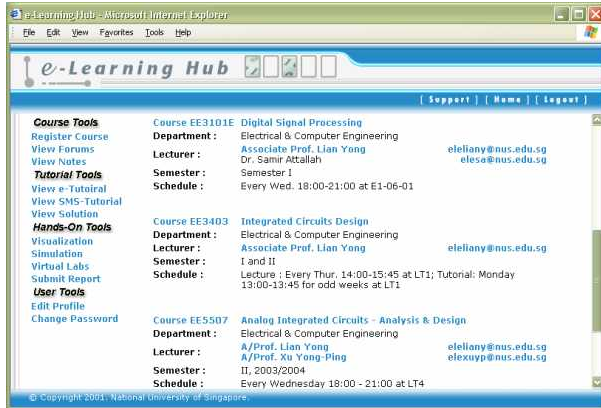 e-Learning Hub - Microsoft Internet Explorer
File Edit View Favorites Tools Help
e-Learning Hub
[ Support ] [ Home ] [ Logout ]
Course Tools
Register Course
View Forums
View Notes
Tutorial Tools
View e-Tutoiral
View SMS-Tutorial
View Solution
Hands-On Tools
Visualization
Simulation
Virtual Labs
Submit Report
User Tools
Edit Profile
Change Password
Course EE3101E Digital Signal Processing
Department : Electrical & Computer Engineering
Lecturer : Associate Prof. Lian Yong eleliany@nus.edu.sg
Dr. Samir Attallah elesa@nus.edu.sg
Semester : Semester I
Schedule : Every Wed. 18:00-21:00 at E1-06-01
Course EE3403 Integrated Circuits Design
Department : Electrical & Computer Engineering
Lecturer : Associate Prof. Lian Yong eleliany@nus.edu.sg
Semester : I and II
Schedule : Lecture : Every Thur. 14:00-15:45 at LT1; Tutorial: Monday
13:00-13:45 for odd weeks at LT1
Course EE5507 Analog Integrated Circuits - Analysis & Design
Department : Electrical & Computer Engineering
Lecturer : A/Prof. Lian Yong eleliany@nus.edu.sg
A/Prof. Xu Yong-Ping elexuyp@nus.edu.sg
Semester : II, 2003/2004
Schedule : Every Wednesday 18:00 - 21:00 at LT4
© Copyright 2001. National University of Singapore.